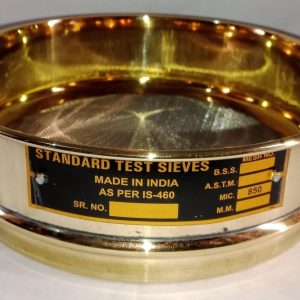 STANDARD TEST SIEVES
MADE IN INDIA
AS PER IS-460
SR. NO.
MESH NO.
B.S.S.
A.S.T.M.
MIC. 850
M.M.